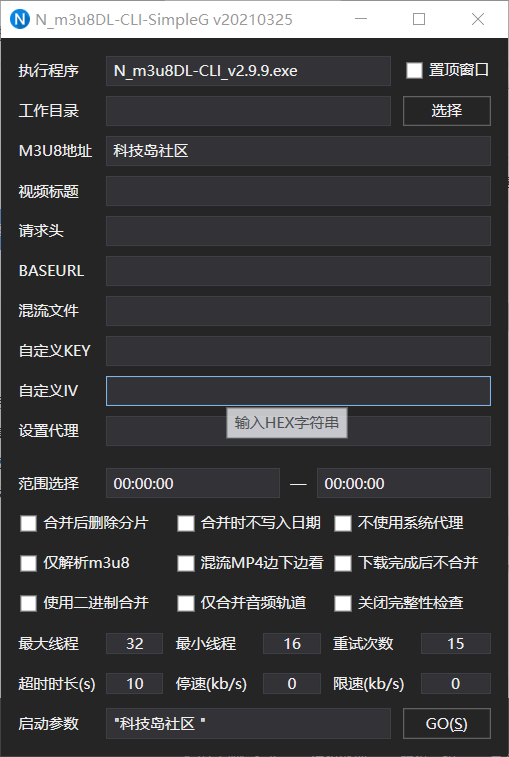 N_m3u8DL-CLI-SimpleG v20210325
执行程序 N_m3u8DL-CLI_v2.9.9.exe 置顶窗口
工作目录 选择
M3U8地址 科技岛社区
视频标题
请求头
BASEURL
混流文件
自定义KEY
自定义IV
输入HEX字符串
设置代理
范围选择 00:00:00 — 00:00:00
合并后删除分片 合并时不写入日期 不使用系统代理
仅解析m3u8 混流MP4边下边看 下载完成后不合并
使用二进制合并 仅合并音频轨道 关闭完整性检查
最大线程 32 最小线程 16 重试次数 15
超时时长(s) 10 停速(kb/s) 0 限速(kb/s) 0
启动参数 "科技岛社区 " GO(S)